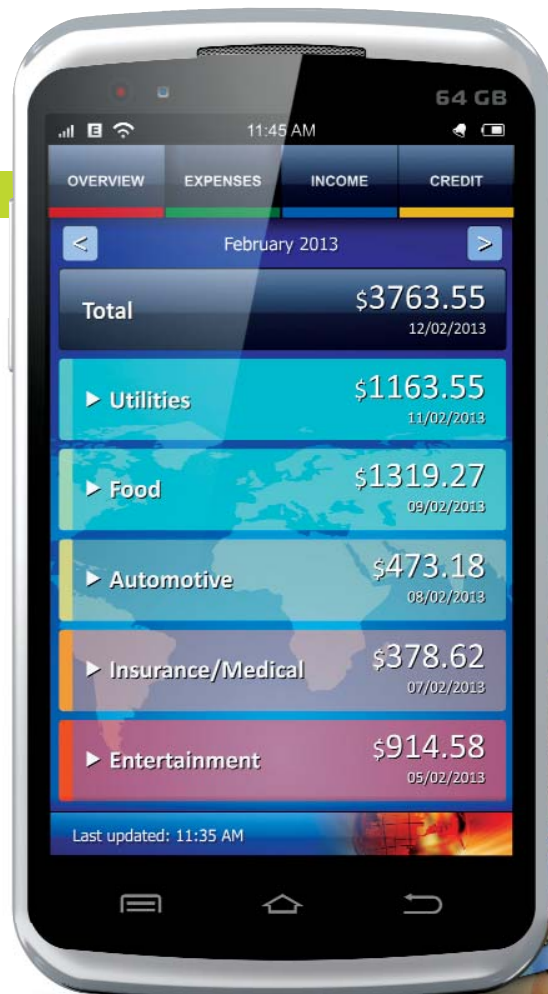 64 GB
E 11:45 AM
OVERVIEW EXPENSES INCOME CREDIT
< February 2013 >
Total $3763.55
12/02/2013
Utilities $1163.55
11/02/2013
Food $1319.27
09/02/2013
Automotive $473.18
08/02/2013
Insurance/Medical $378.62
07/02/2013
Entertainment $914.58
05/02/2013
Last updated: 11:35 AM